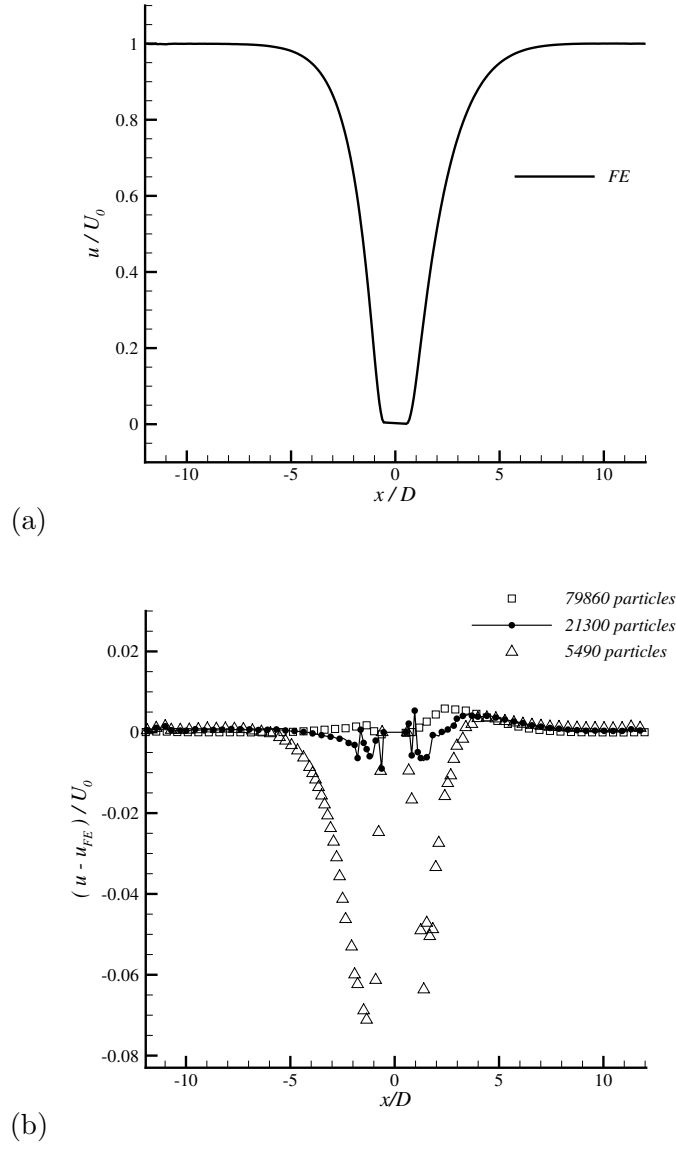 1
0.8
0.6
0.4
0.2
0
u / U0
FE
-10 -5 0 5 10
x / D
(a)
79860 particles
21300 particles
5490 particles
0.02
0
-0.02
-0.04
-0.06
-0.08
( u - uFE ) / U0
-10 -5 0 5 10
x/D
(b)